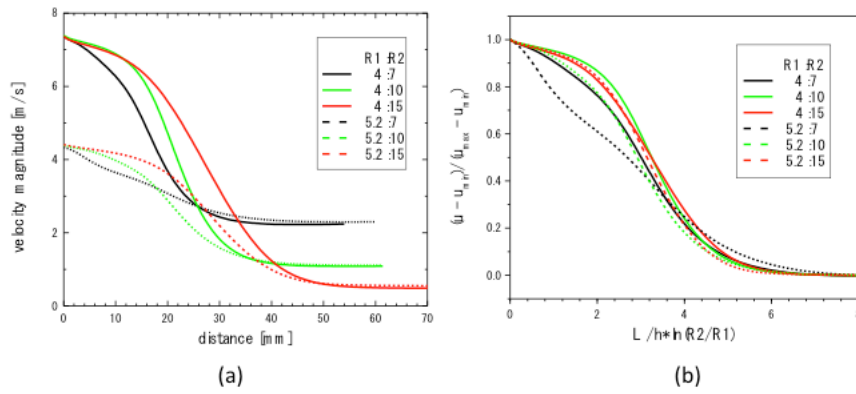 8
6
4
2
0
0 10 20 30 40 50 60 70
velocity magnitude [m/s]
distance [mm]
R1 R2
4 :7
4 :10
4 :15
5.2 :7
5.2 :10
5.2 :15
(a)
1.0
0.8
0.6
0.4
0.2
0.0
0 2 4 6 8
(u − u min)/(u max − u min)
L /h*ln(R2/R1)
R1 :R2
4 :7
4 :10
4 :15
5.2 :7
5.2 :10
5.2 :15
(b)